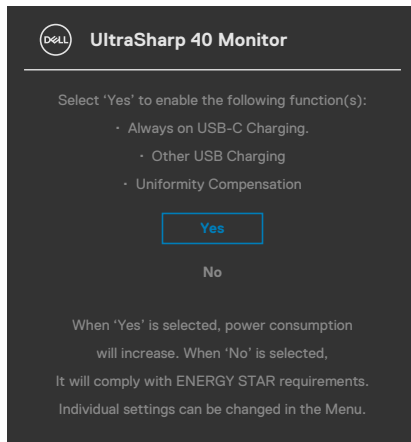 DELL UltraSharp 40 Monitor
Select ‘Yes’ to enable the following function(s):
· Always on USB-C Charging.
· Other USB Charging
· Uniformity Compensation
Yes
No
When ‘Yes’ is selected, power consumption
will increase. When ‘No’ is selected,
It will comply with ENERGY STAR requirements.
Individual settings can be changed in the Menu.